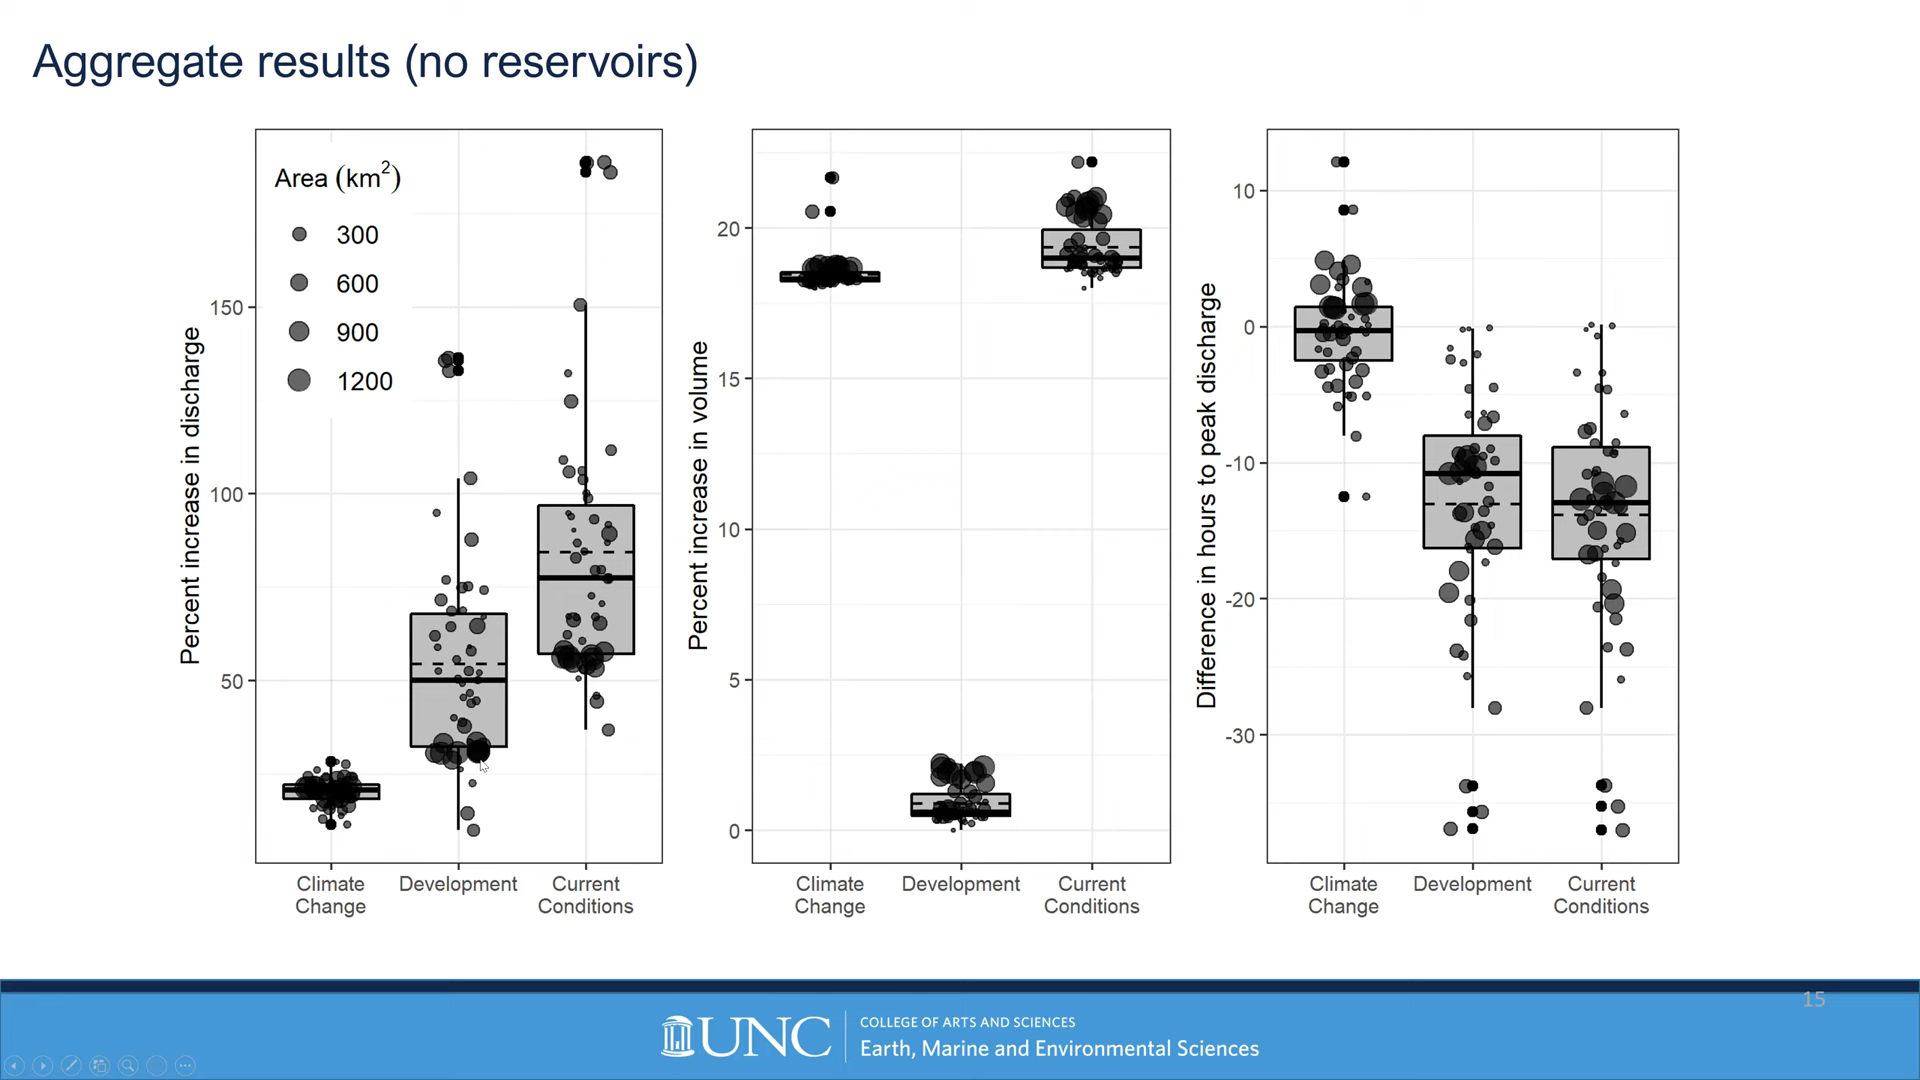 Aggregate results (no reservoirs)
Percent increase in discharge
Area (km²)
300
600
900
1200
150
100
50
Climate
Change
Development
Current
Conditions
Percent increase in volume
20
15
10
5
0
Climate
Change
Development
Current
Conditions
Difference in hours to peak discharge
10
0
-10
-20
-30
Climate
Change
Development
Current
Conditions
15
UNC
COLLEGE OF ARTS AND SCIENCES
Earth, Marine and Environmental Sciences